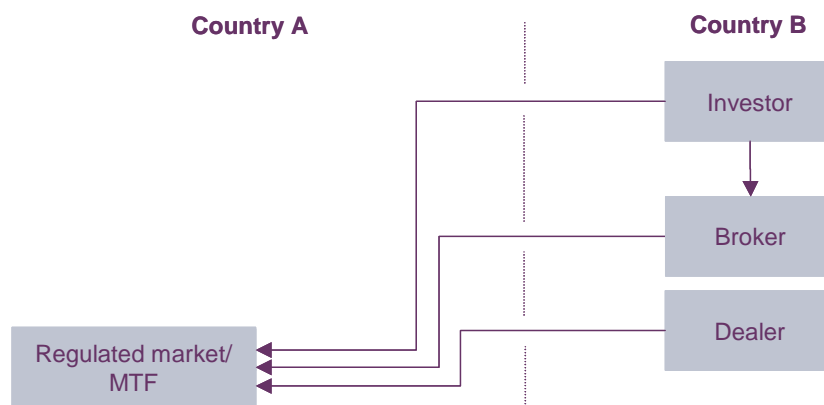 Country A
Country B
Investor
Broker
Dealer
Regulated market/
MTF